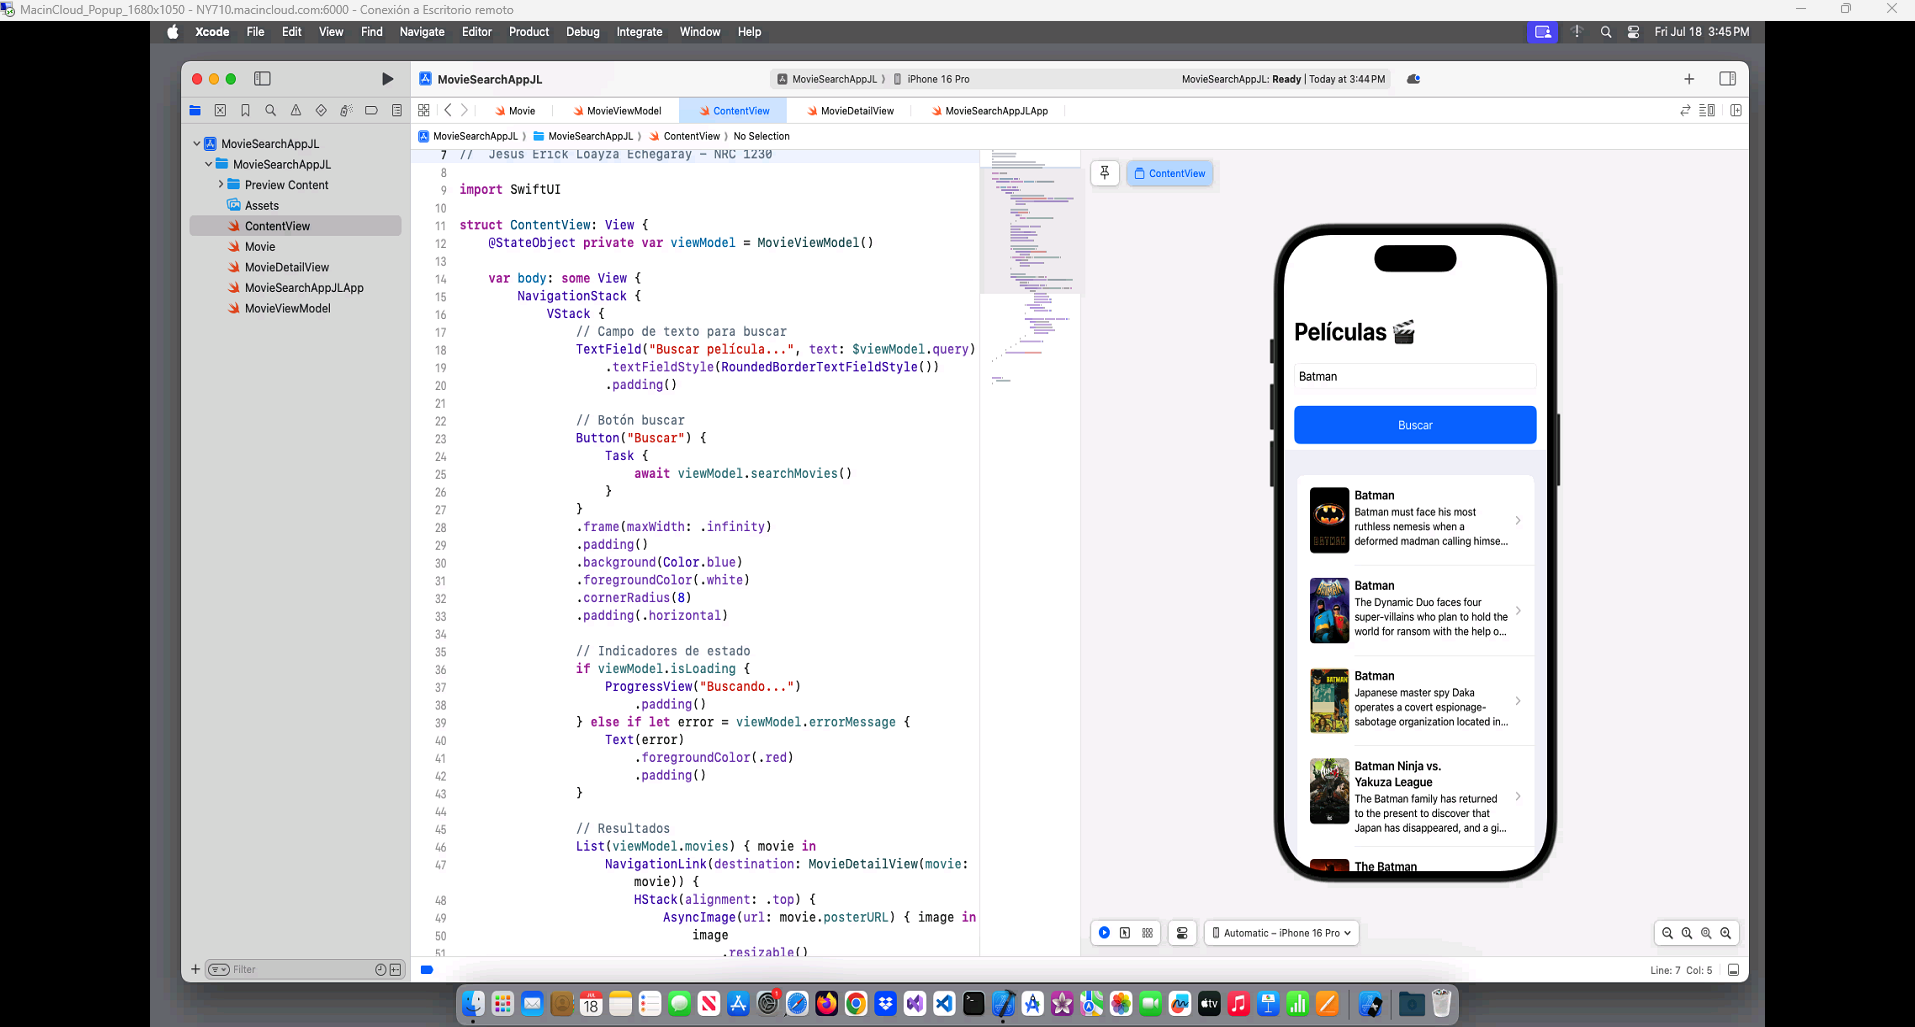 MacinCloud_Popup_1680x1050 - NY710.macincloud.com:6000 - Conexión a Escritorio remoto
Xcode File Edit View Find Navigate Editor Product Debug Integrate Window Help
Fri Jul 18 3:45 PM
MovieSearchAppJL
MovieSearchAppJL ⟩ iPhone 16 Pro
MovieSearchAppJL: Ready | Today at 3:44 PM
Movie
MovieViewModel
ContentView
MovieDetailView
MovieSearchAppJLApp
MovieSearchAppJL ⟩ MovieSearchAppJL ⟩ ContentView ⟩ No Selection
MovieSearchAppJL
MovieSearchAppJL
Preview Content
Assets
ContentView
Movie
MovieDetailView
MovieSearchAppJLApp
MovieViewModel
Filter
7 // Jesus Erick Loayza Echegaray – NRC 1230
8
9 import SwiftUI
10
11 struct ContentView: View {
12 @StateObject private var viewModel = MovieViewModel()
13
14 var body: some View {
15 NavigationStack {
16 VStack {
17 // Campo de texto para buscar
18 TextField("Buscar película...", text: $viewModel.query)
19 .textFieldStyle(RoundedBorderTextFieldStyle())
20 .padding()
21
22 // Botón buscar
23 Button("Buscar") {
24 Task {
25 await viewModel.searchMovies()
26 }
27 }
28 .frame(maxWidth: .infinity)
29 .padding()
30 .background(Color.blue)
31 .foregroundColor(.white)
32 .cornerRadius(8)
33 .padding(.horizontal)
34
35 // Indicadores de estado
36 if viewModel.isLoading {
37 ProgressView("Buscando...")
38 .padding()
39 } else if let error = viewModel.errorMessage {
40 Text(error)
41 .foregroundColor(.red)
42 .padding()
43 }
44
45 // Resultados
46 List(viewModel.movies) { movie in
47 NavigationLink(destination: MovieDetailView(movie:
movie)) {
48 HStack(alignment: .top) {
49 AsyncImage(url: movie.posterURL) { image in
50 image
51 .resizable()
ContentView
Películas 🎬
Batman
Buscar
Batman
Batman must face his most
ruthless nemesis when a
deformed madman calling himse...
Batman
The Dynamic Duo faces four
super-villains who plan to hold the
world for ransom with the help o...
Batman
Japanese master spy Daka
operates a covert espionage-
sabotage organization located in...
Batman Ninja vs.
Yakuza League
The Batman family has returned
to the present to discover that
Japan has disappeared, and a gi...
The Batman
Automatic – iPhone 16 Pro
Line: 7 Col: 5
JUL
18
1
tv